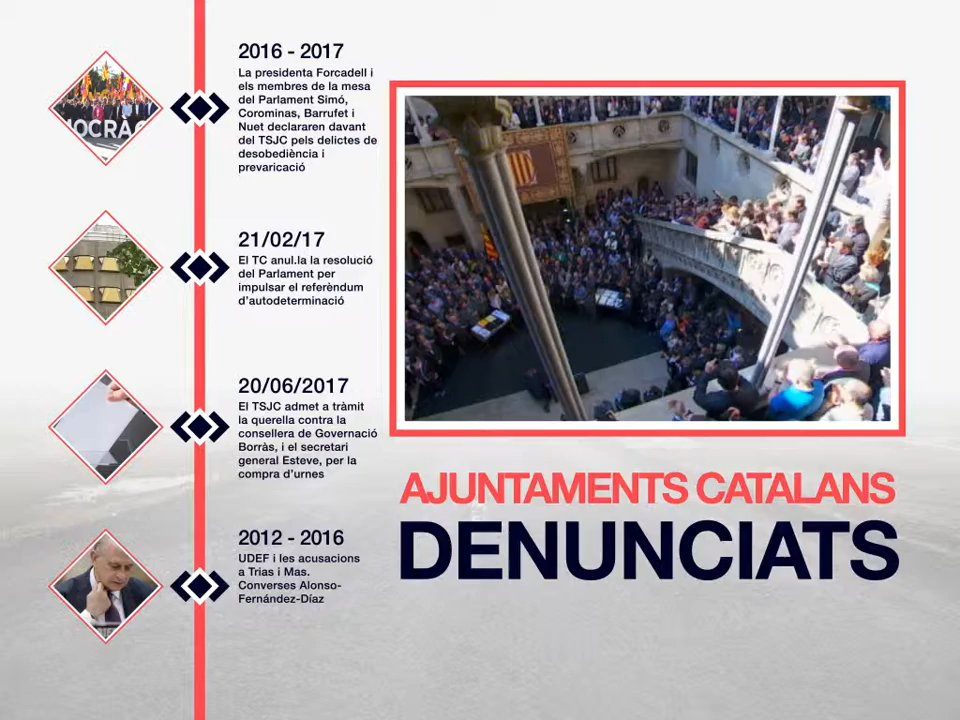 2016 - 2017
La presidenta Forcadell i
els membres de la mesa
del Parlament Simó,
Corominas, Barrufet i
Nuet declararen davant
del TSJC pels delictes de
desobediència i
prevaricació
21/02/17
El TC anul.la la resolució
del Parlament per
impulsar el referèndum
d'autodeterminació
20/06/2017
El TSJC admet a tràmit
la querella contra la
consellera de Governació
Borràs, i el secretari
general Esteve, per la
compra d'urnes
2012 - 2016
UDEF i les acusacions
a Trias i Mas.
Converses Alonso-
Fernández-Díaz
AJUNTAMENTS CATALANS
DENUNCIATS